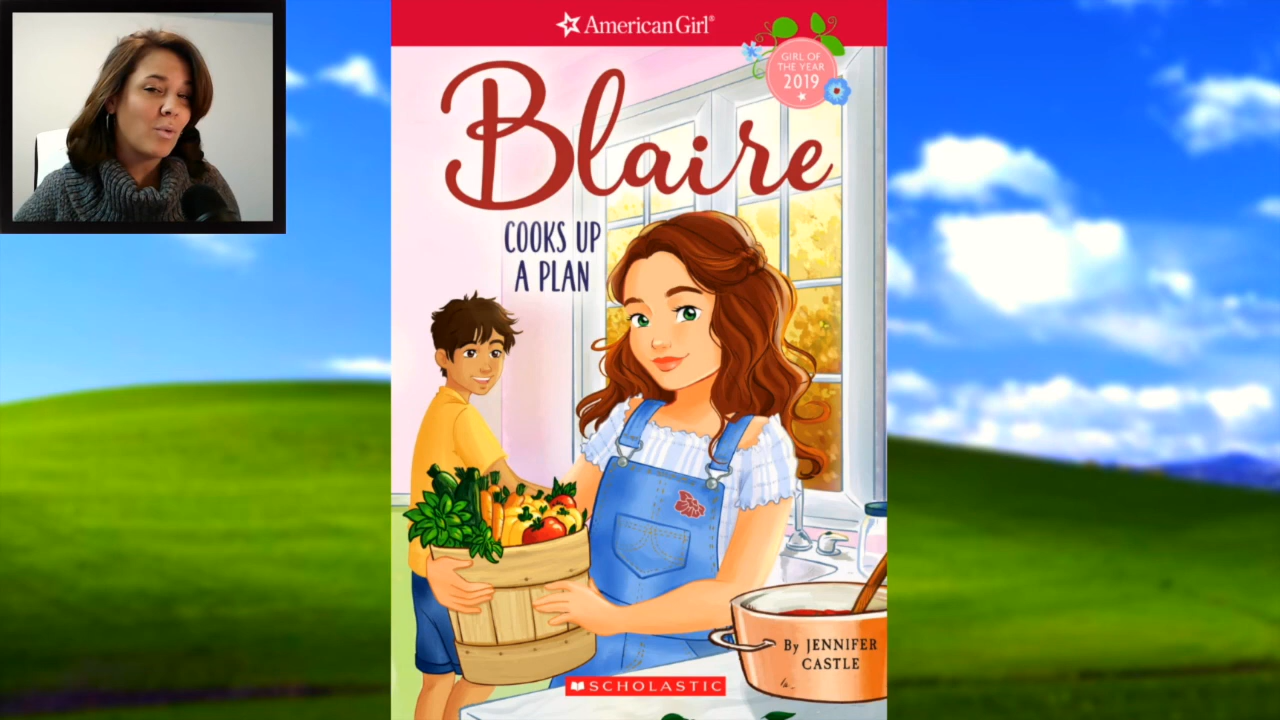 American Girl®
GIRL OF
THE YEAR
2019
Blaire
COOKS UP
A PLAN
By JENNIFER
CASTLE
SCHOLASTIC